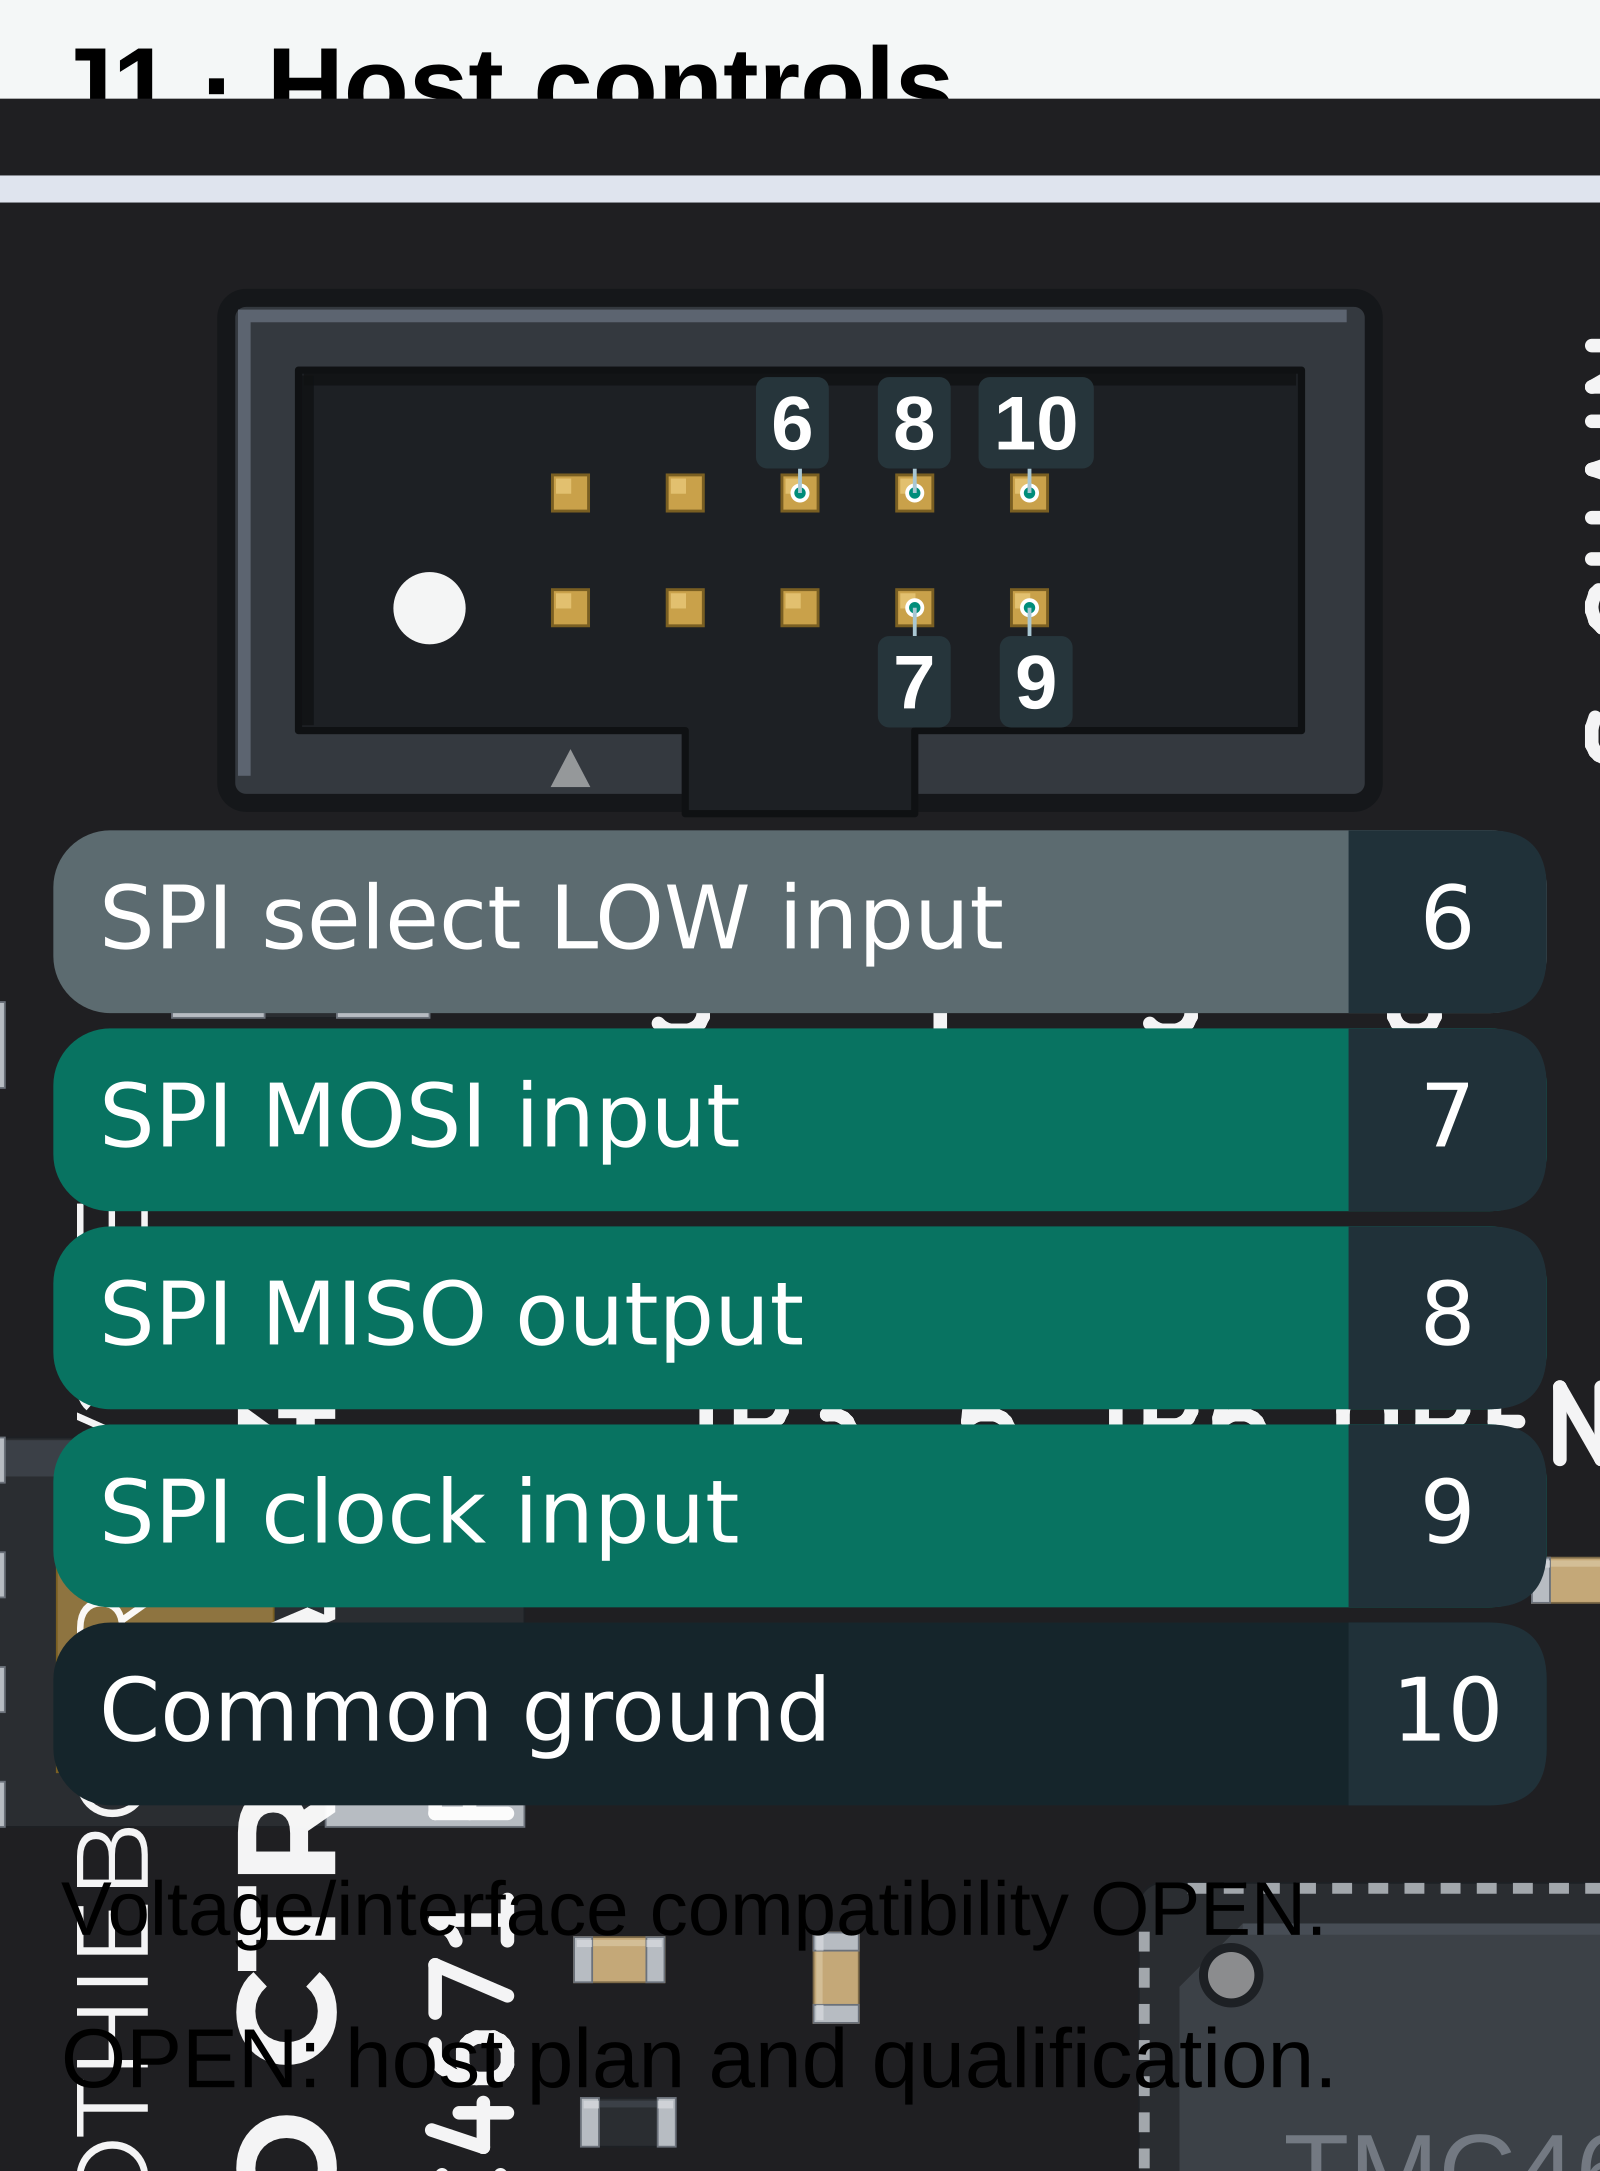 J1 · Host controls
6 8 10
7 9
SPI select LOW input 6
SPI MOSI input 7
SPI MISO output 8
SPI clock input 9
Common ground 10
Voltage/interface compatibility OPEN.
OPEN: host plan and qualification.